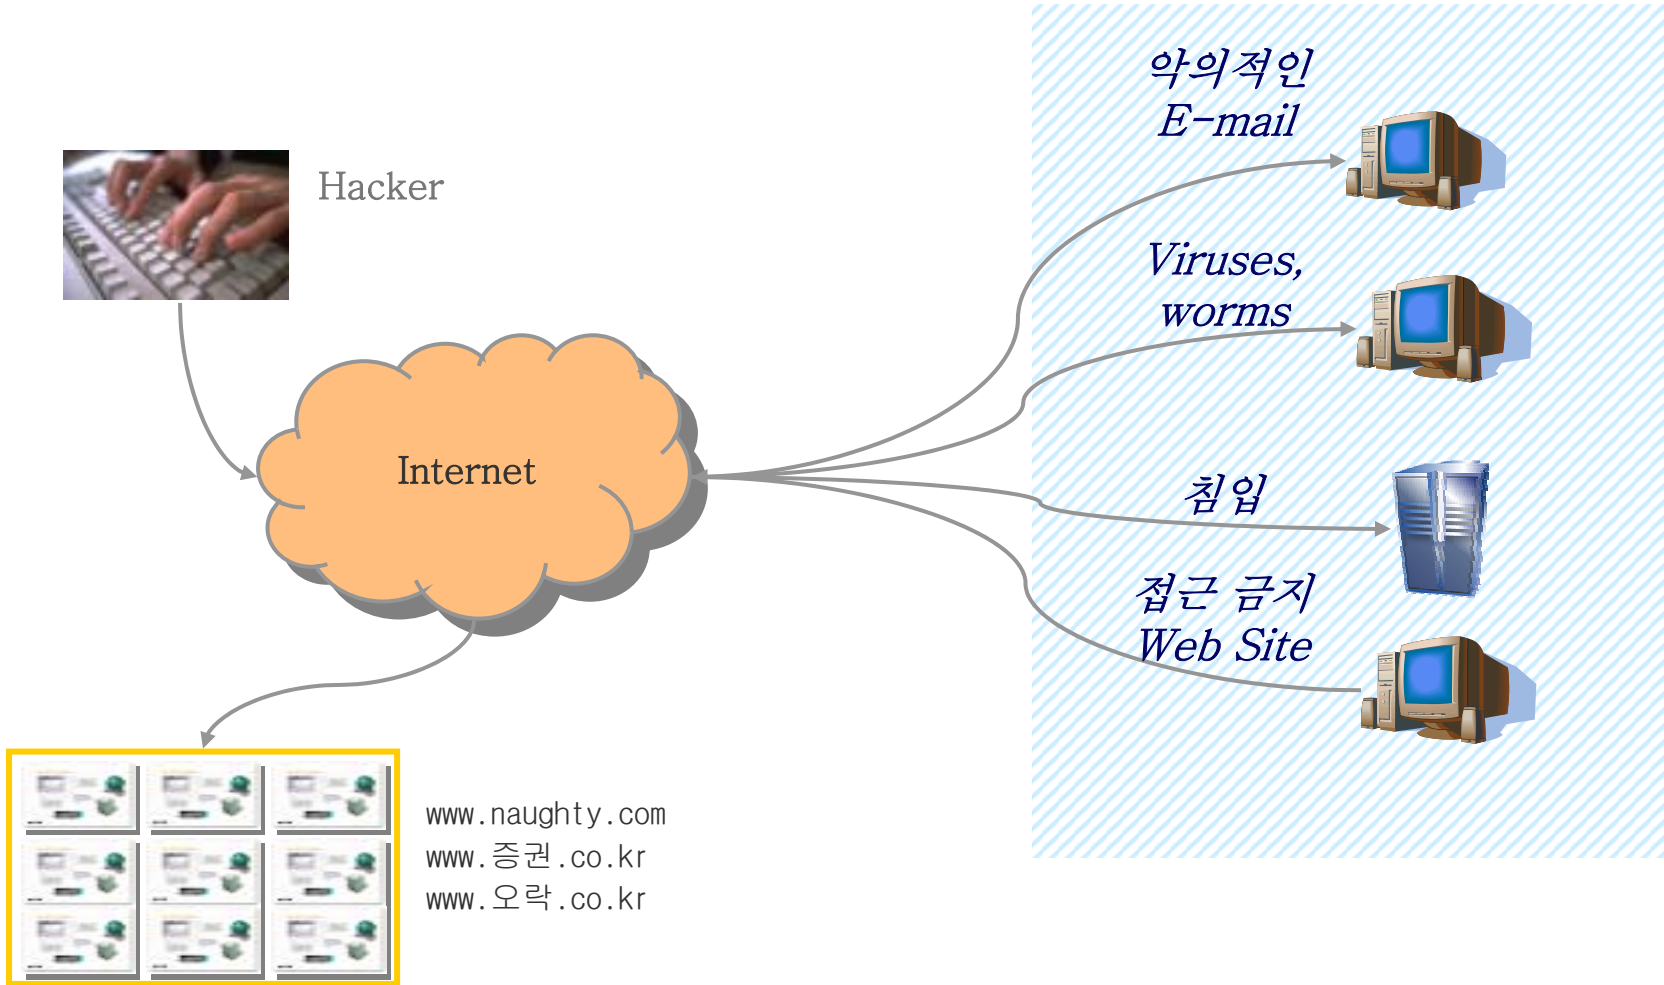 악의적인
E-mail
Hacker
Viruses,
worms
Internet
침입
접근 금지
Web Site
www.naughty.com
www.증권.co.kr
www.오락.co.kr